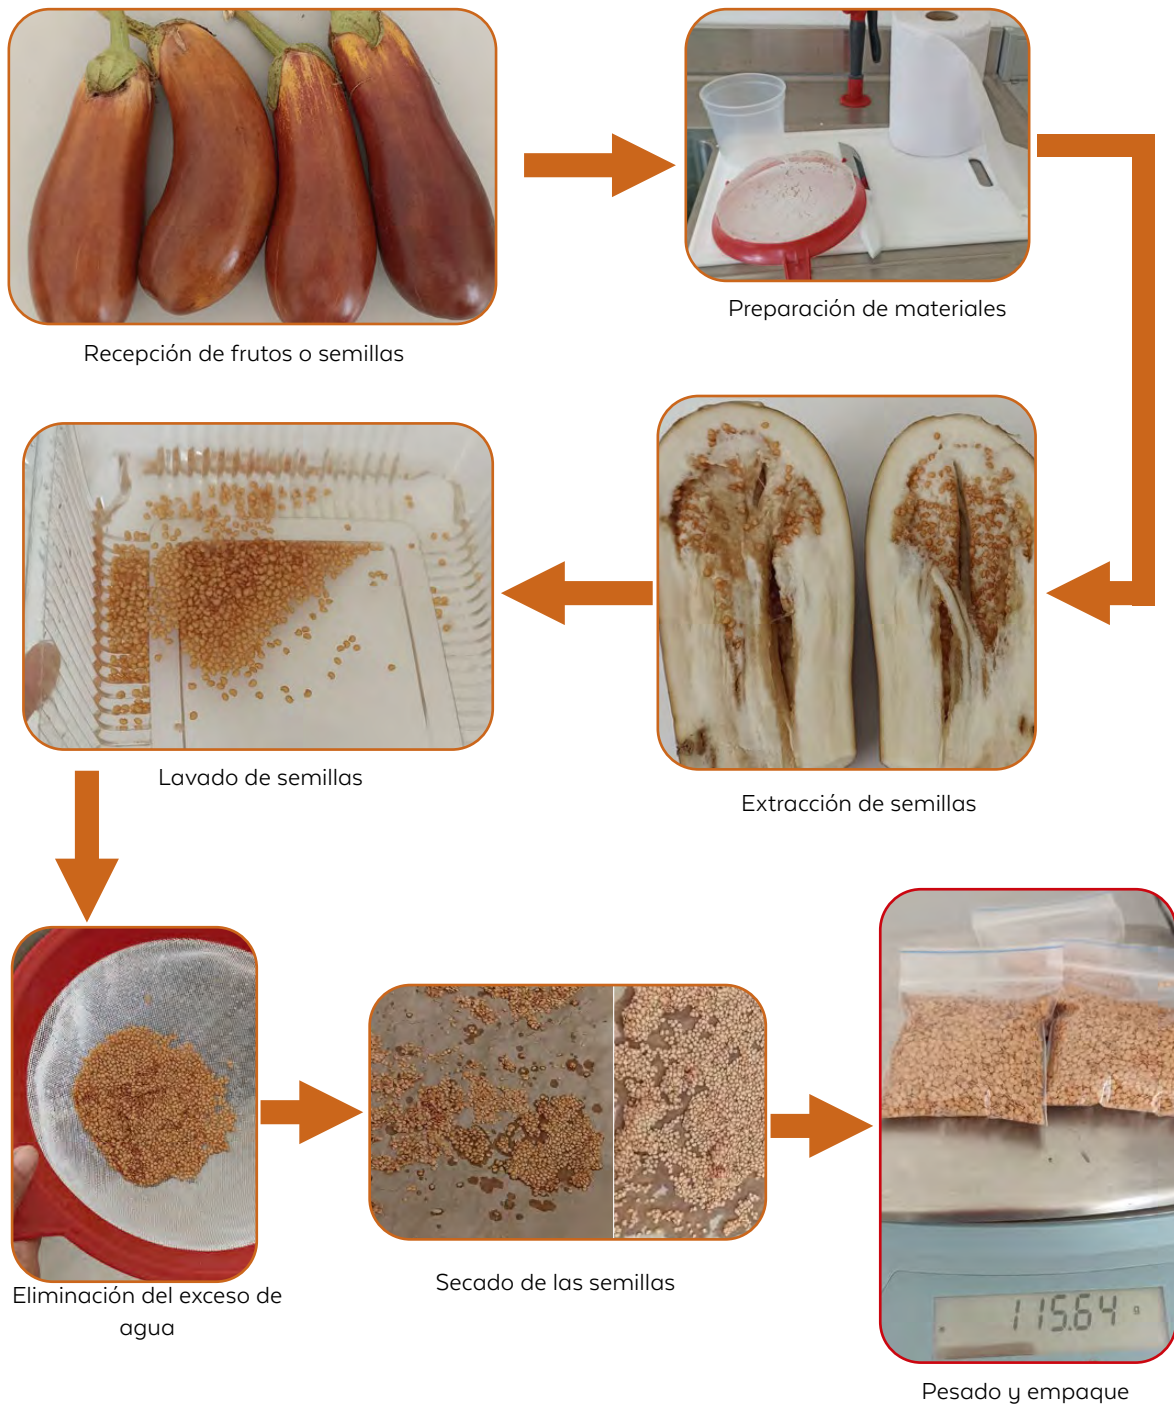 Recepción de frutos o semillas
Preparación de materiales
Extracción de semillas
Lavado de semillas
Eliminación del exceso de
agua
Secado de las semillas
115.64 g
Pesado y empaque